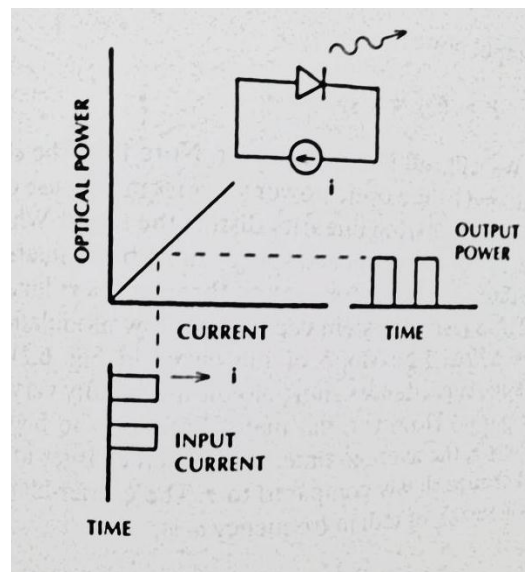 OPTICAL POWER
i
OUTPUT
POWER
CURRENT
TIME
i
INPUT
CURRENT
TIME